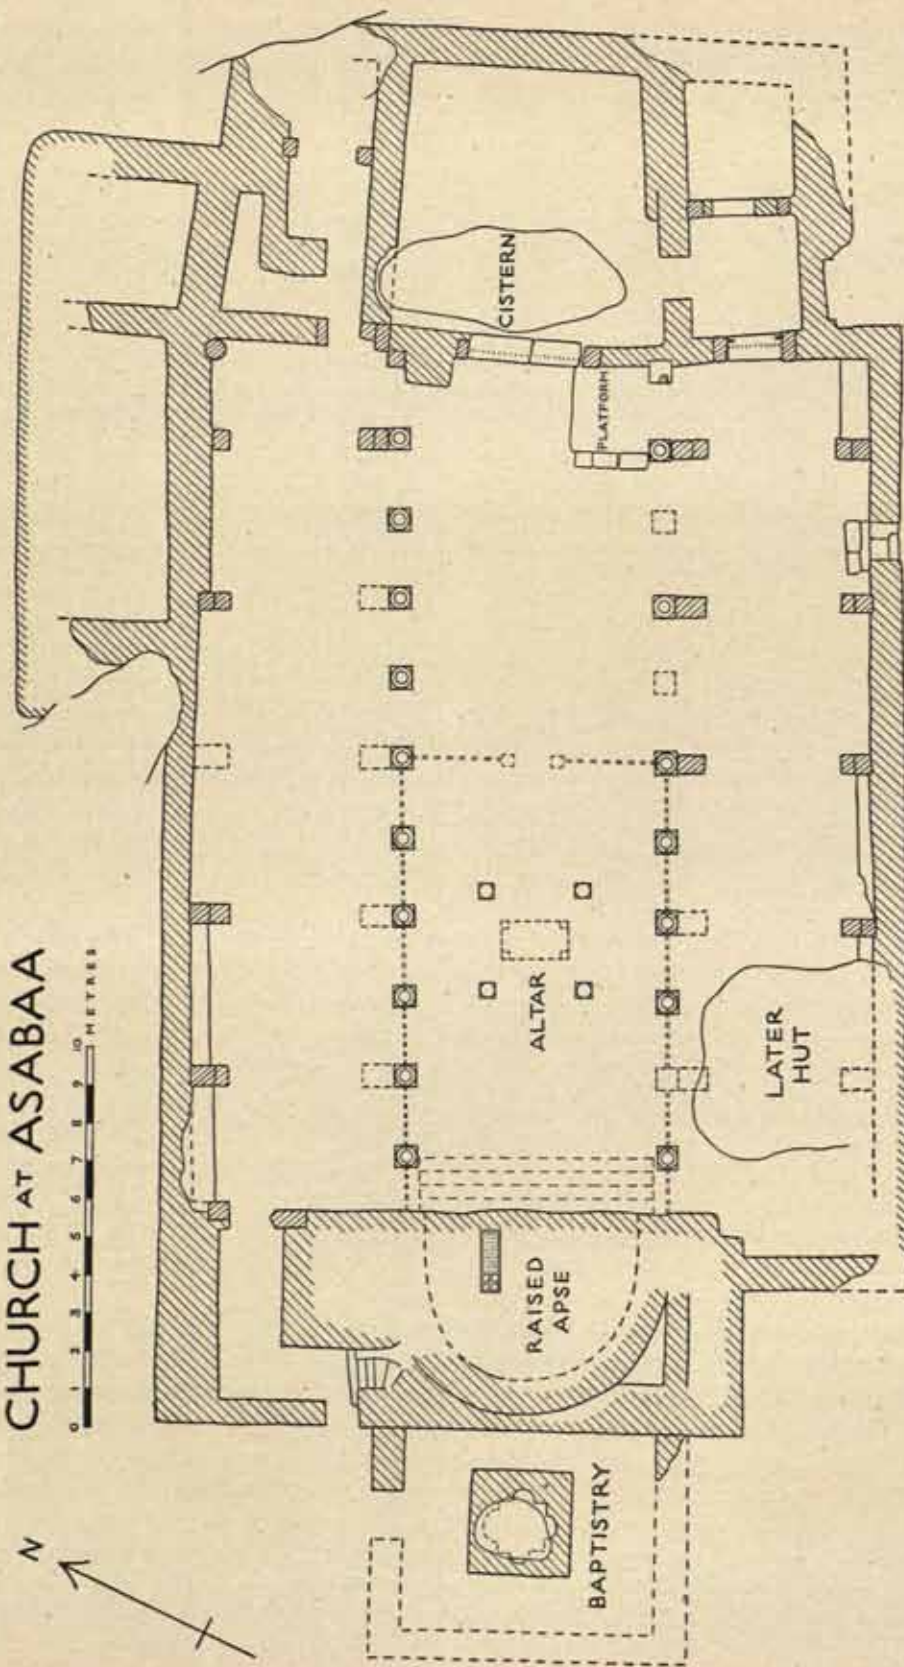 CHURCH AT ASABAA
0 1 2 3 4 5 6 7 8 9 10 METRES
N
CISTERN
PLATFORM
ALTAR
LATER
HUT
RAISED
APSE
BAPTISTRY